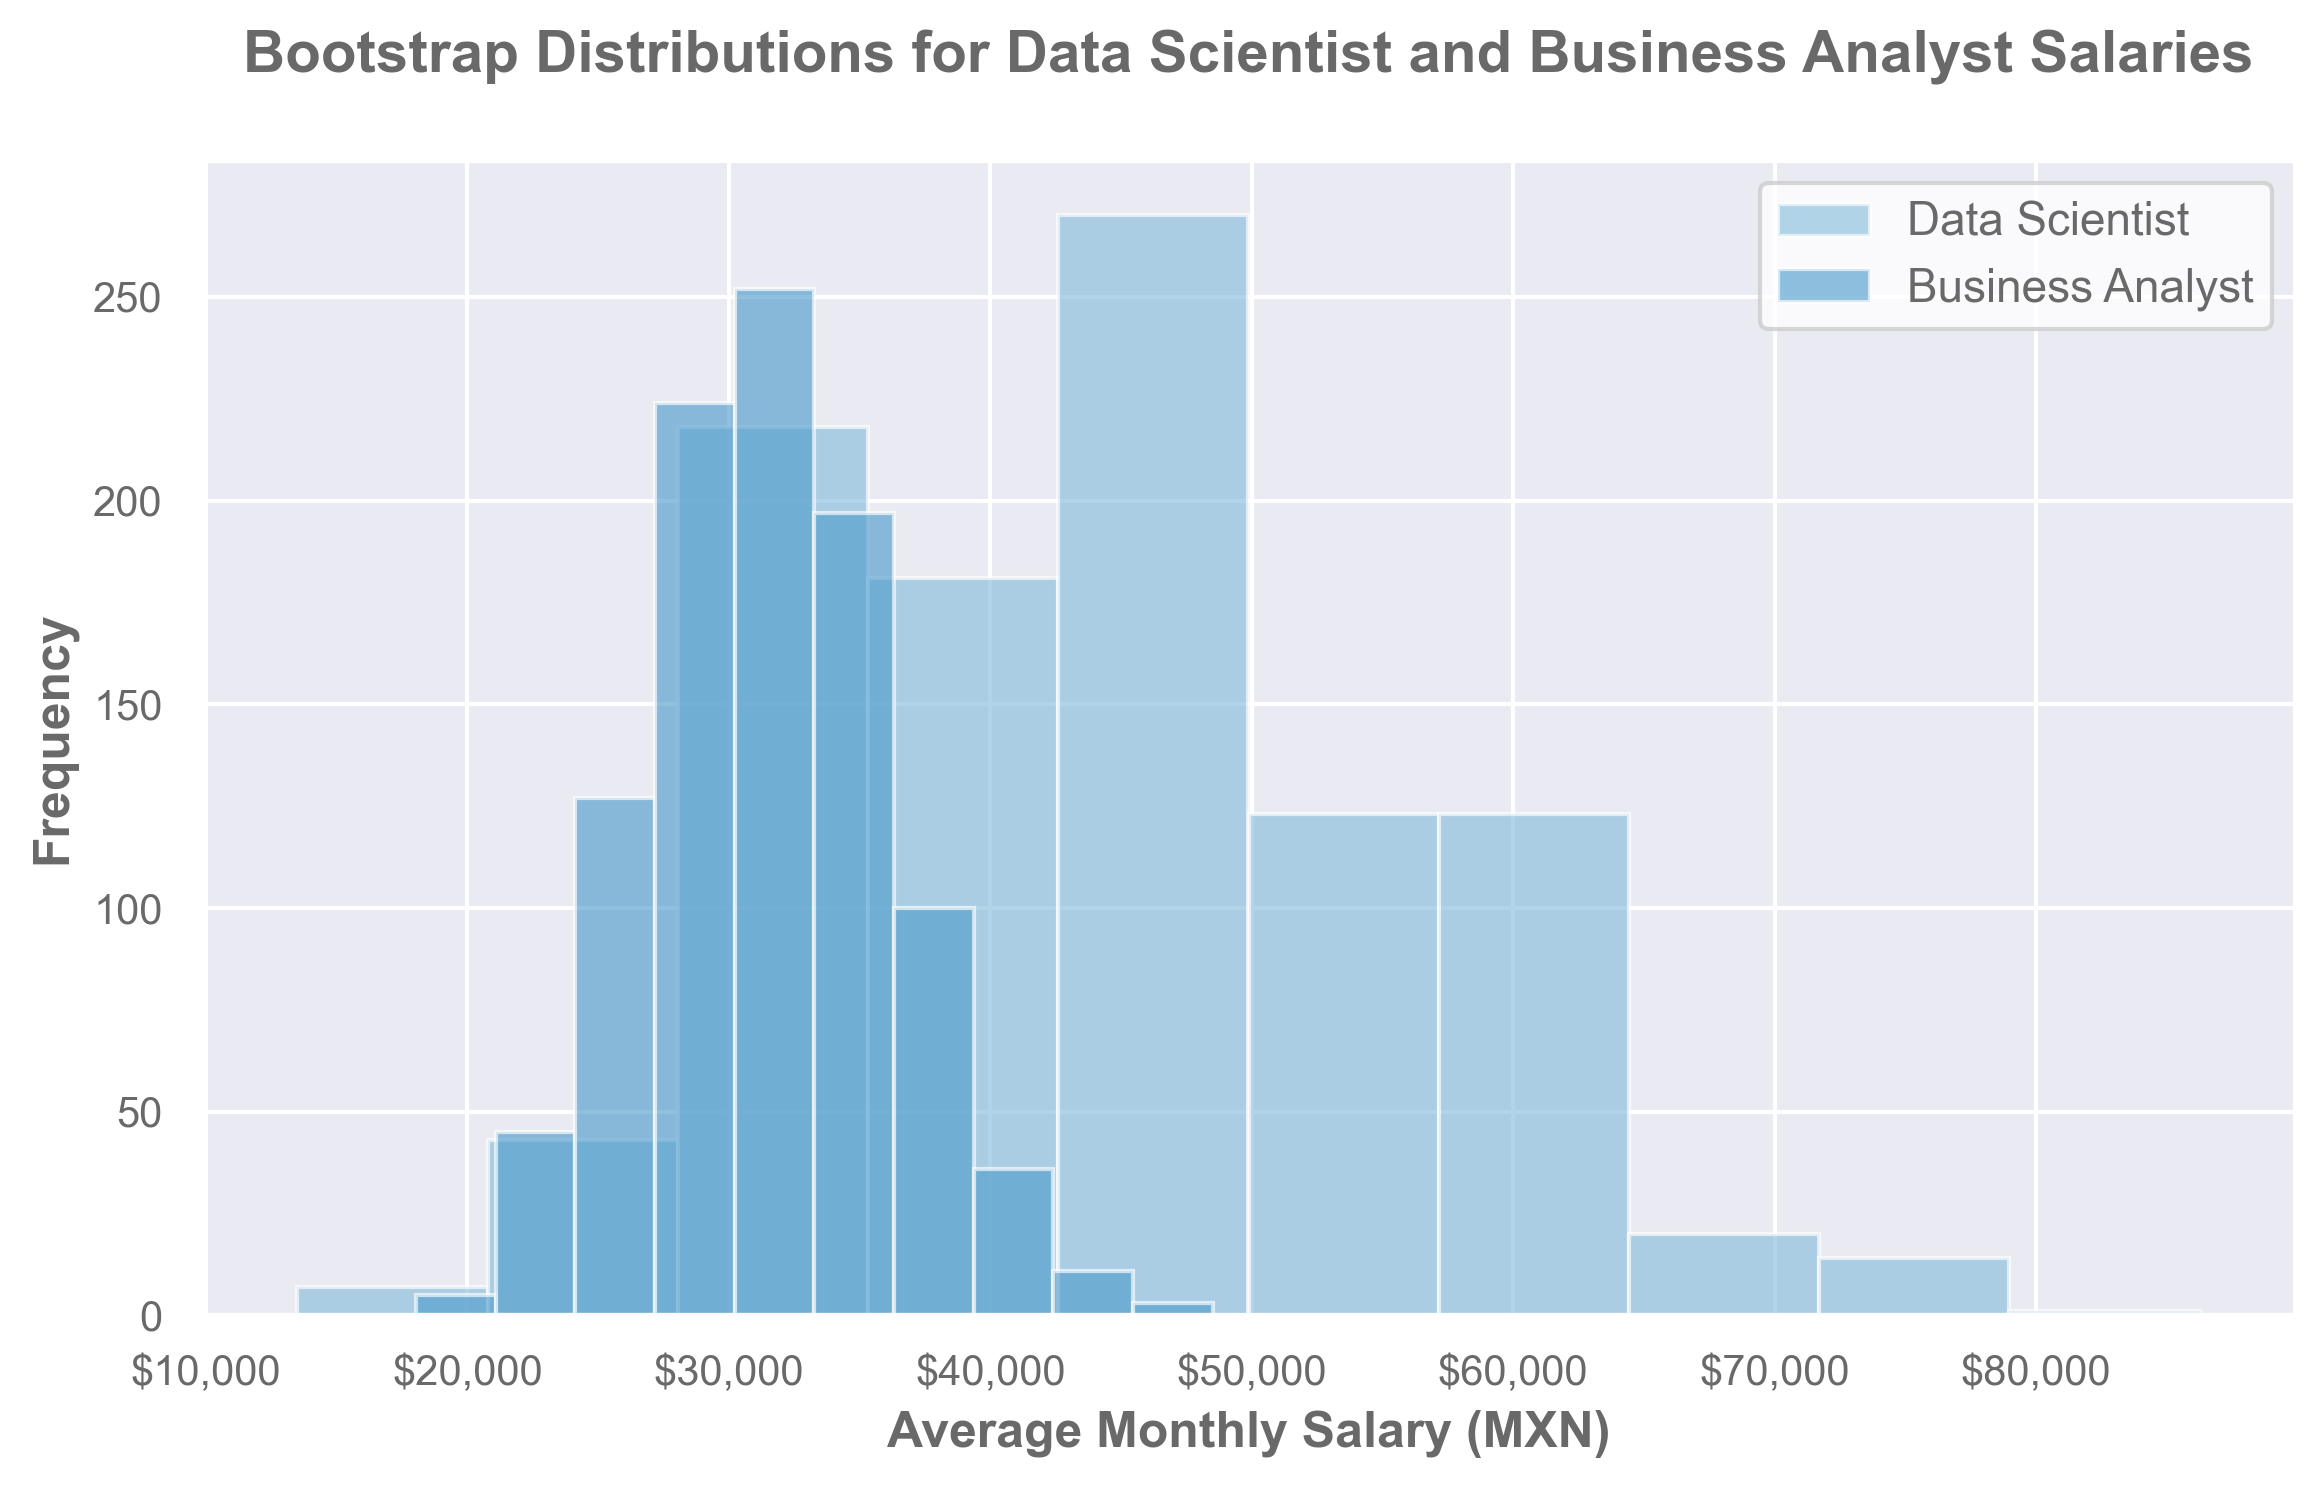 Bootstrap Distributions for Data Scientist and Business Analyst Salaries
Data Scientist
Business Analyst
250
200
150
100
50
0
Frequency
$10,000 $20,000 $30,000 $40,000 $50,000 $60,000 $70,000 $80,000
Average Monthly Salary (MXN)